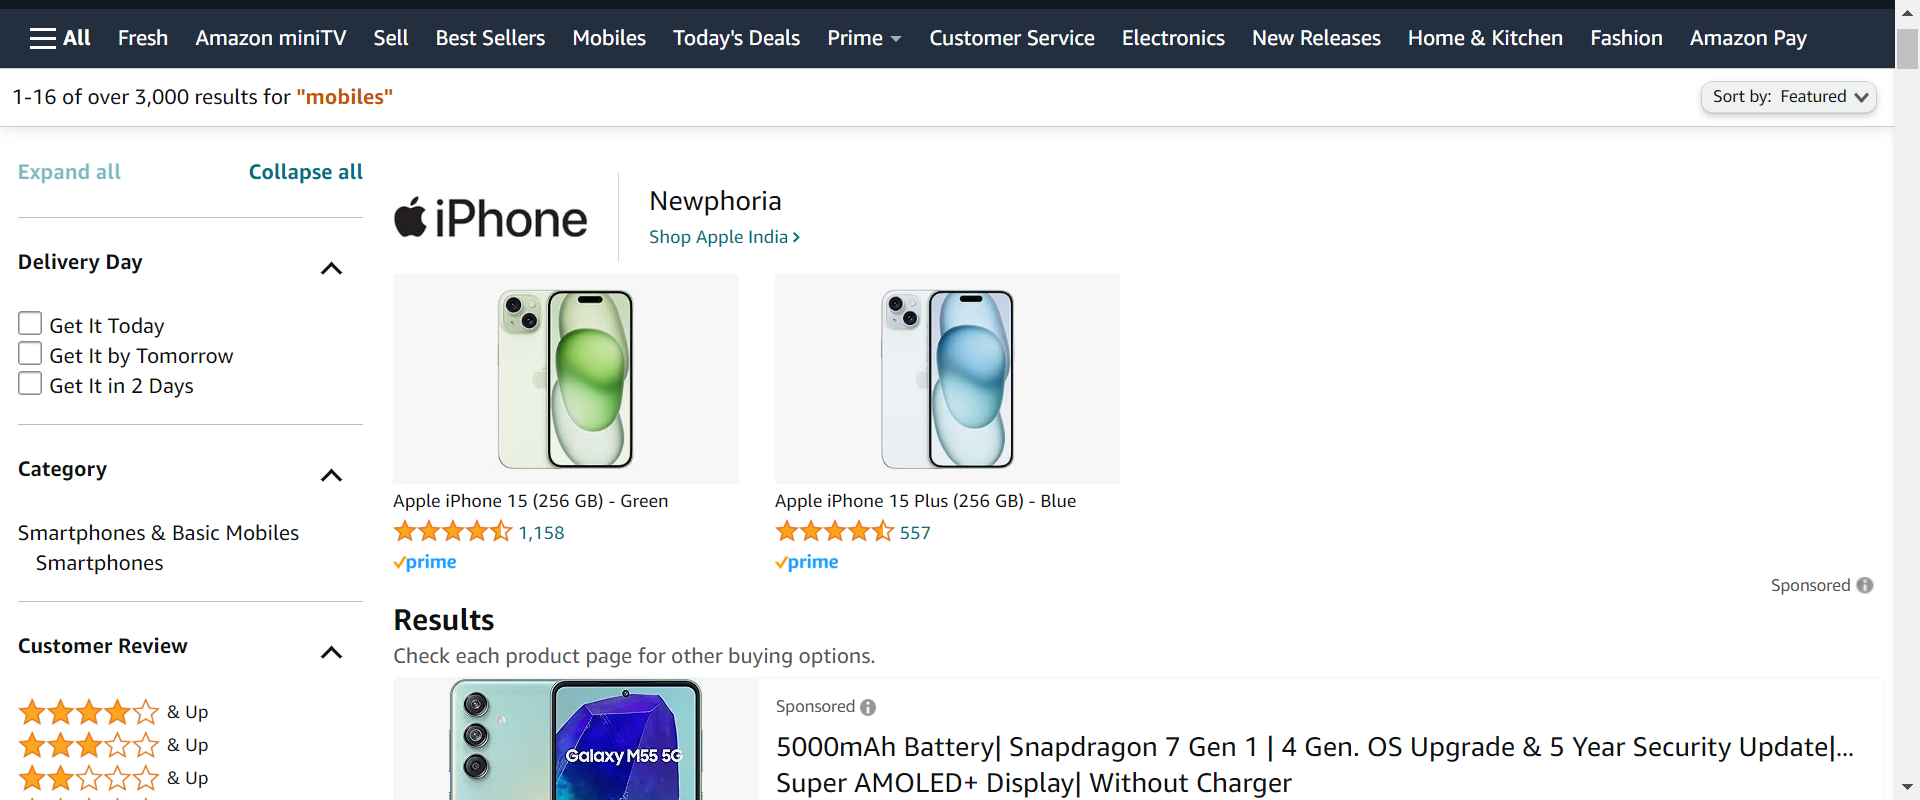 All Fresh Amazon miniTV Sell Best Sellers Mobiles Today's Deals Prime Customer Service Electronics New Releases Home & Kitchen Fashion Amazon Pay
1-16 of over 3,000 results for "mobiles"
Sort by: Featured
Expand all Collapse all
Delivery Day
Get It Today
Get It by Tomorrow
Get It in 2 Days
Category
Smartphones & Basic Mobiles
Smartphones
Customer Review
& Up
& Up
& Up
iPhone
Newphoria
Shop Apple India
Apple iPhone 15 (256 GB) - Green
1,158
prime
Apple iPhone 15 Plus (256 GB) - Blue
557
prime
Sponsored
Results
Check each product page for other buying options.
Galaxy M55 5G
Sponsored
5000mAh Battery| Snapdragon 7 Gen 1 | 4 Gen. OS Upgrade & 5 Year Security Update|...
Super AMOLED+ Display| Without Charger